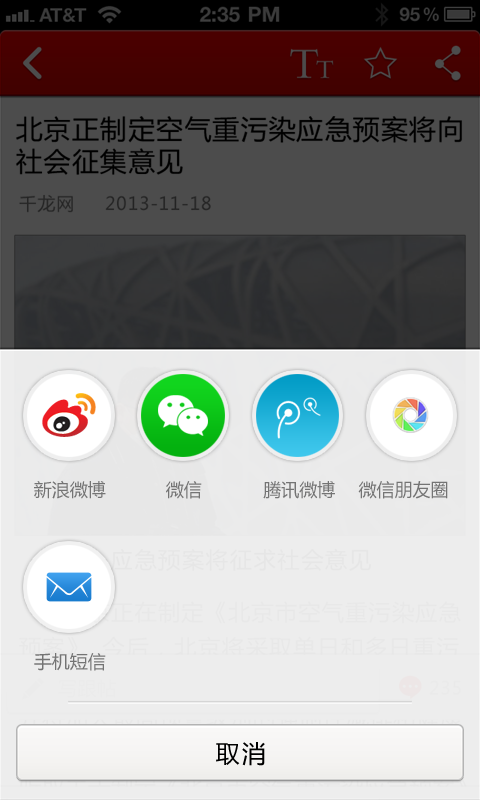 AT&T 2:35 PM 95%
TT
北京正制定空气重污染应急预案将向
社会征集意见
千龙网 2013-11-18
新浪微博 微信 腾讯微博 微信朋友圈
应急预案将征求社会意见
正在制定《北京市空气重污染应急
手机短信
235
取消